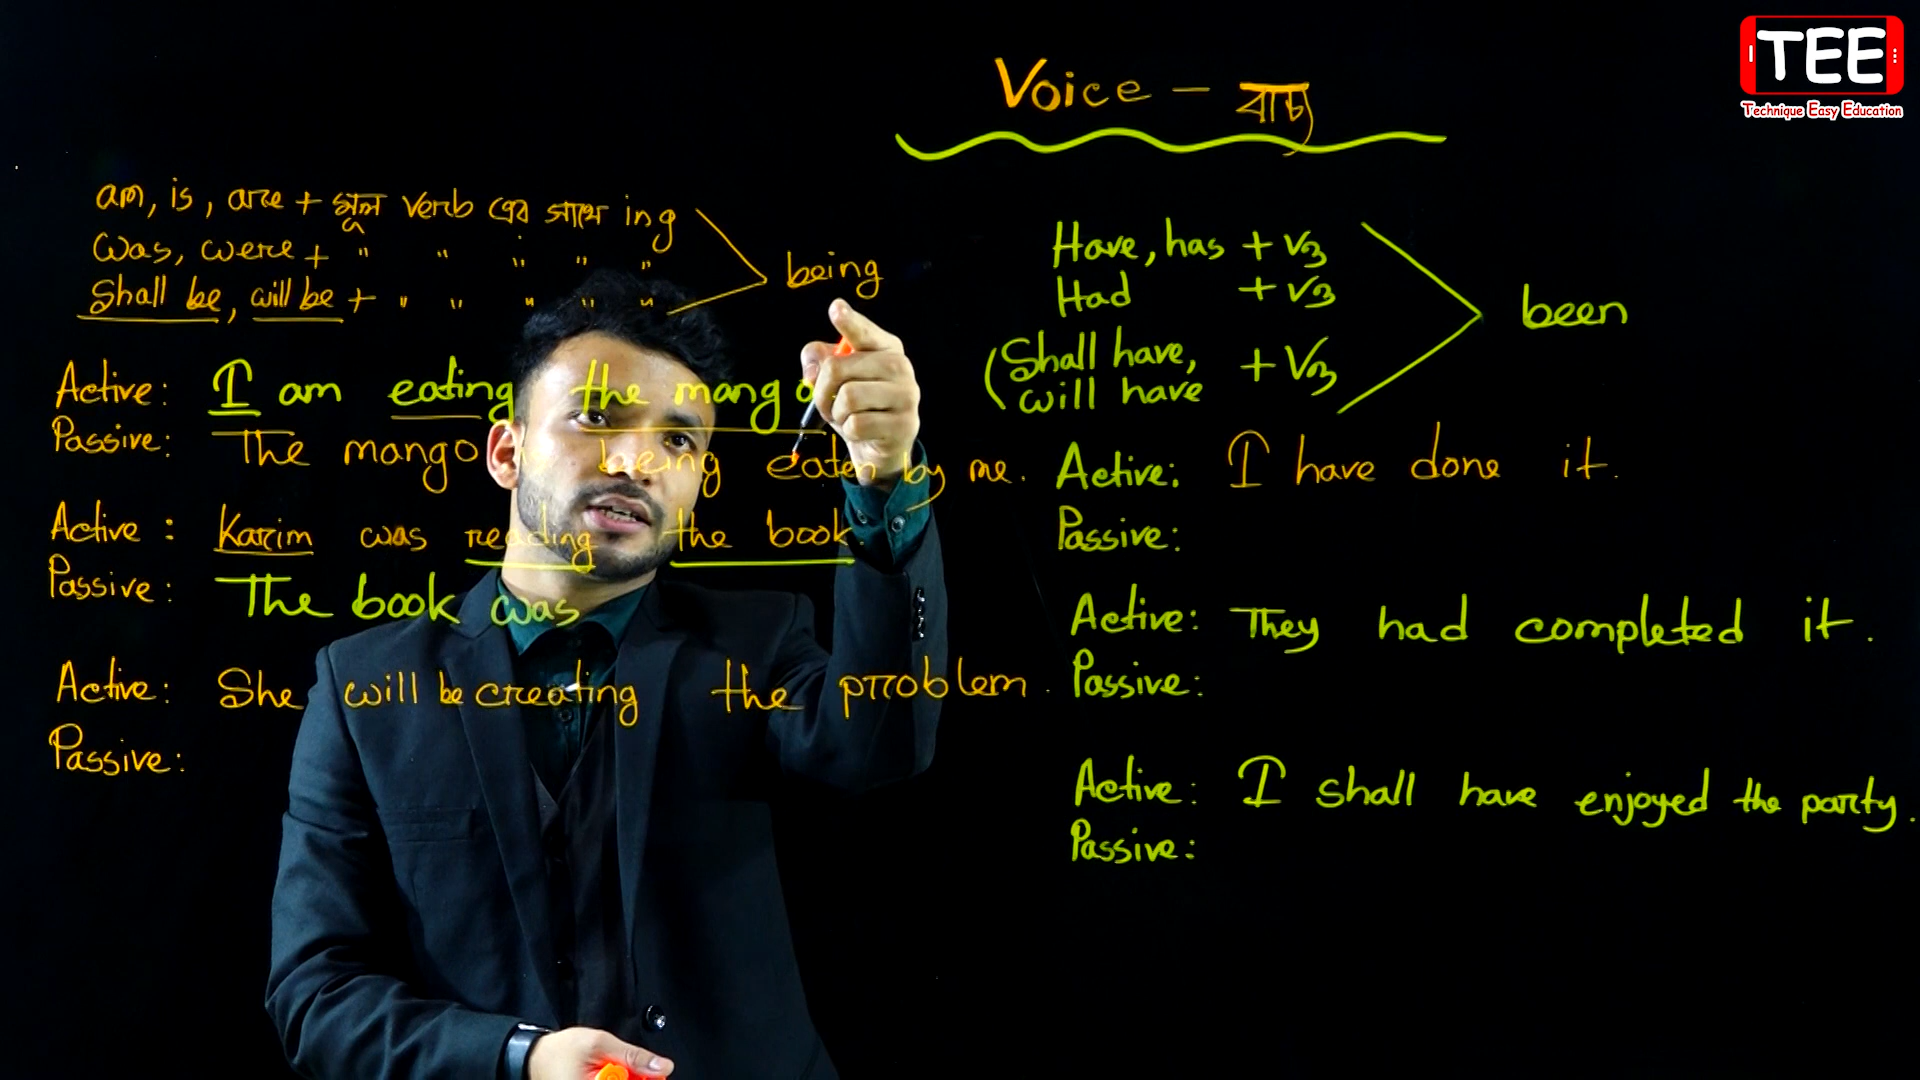 TEE
Technique Easy Education
Voice - বাচ্য
am, is, are + মূল verb এর সাথে ing
was, were + " " " " "
Shall be, will be + " " " " "
being
Have, has + V3
Had + V3
(Shall have,
will have + V3
been
Active: I am eating the mango
Passive: The mango being eaten by me.
Active: Karim was reading the book.
Passive: The book was
Active: She will be creating the problem.
Passive:
Active: I have done it.
Passive:
Active: They had completed it.
Passive:
Active: I shall have enjoyed the party.
Passive: